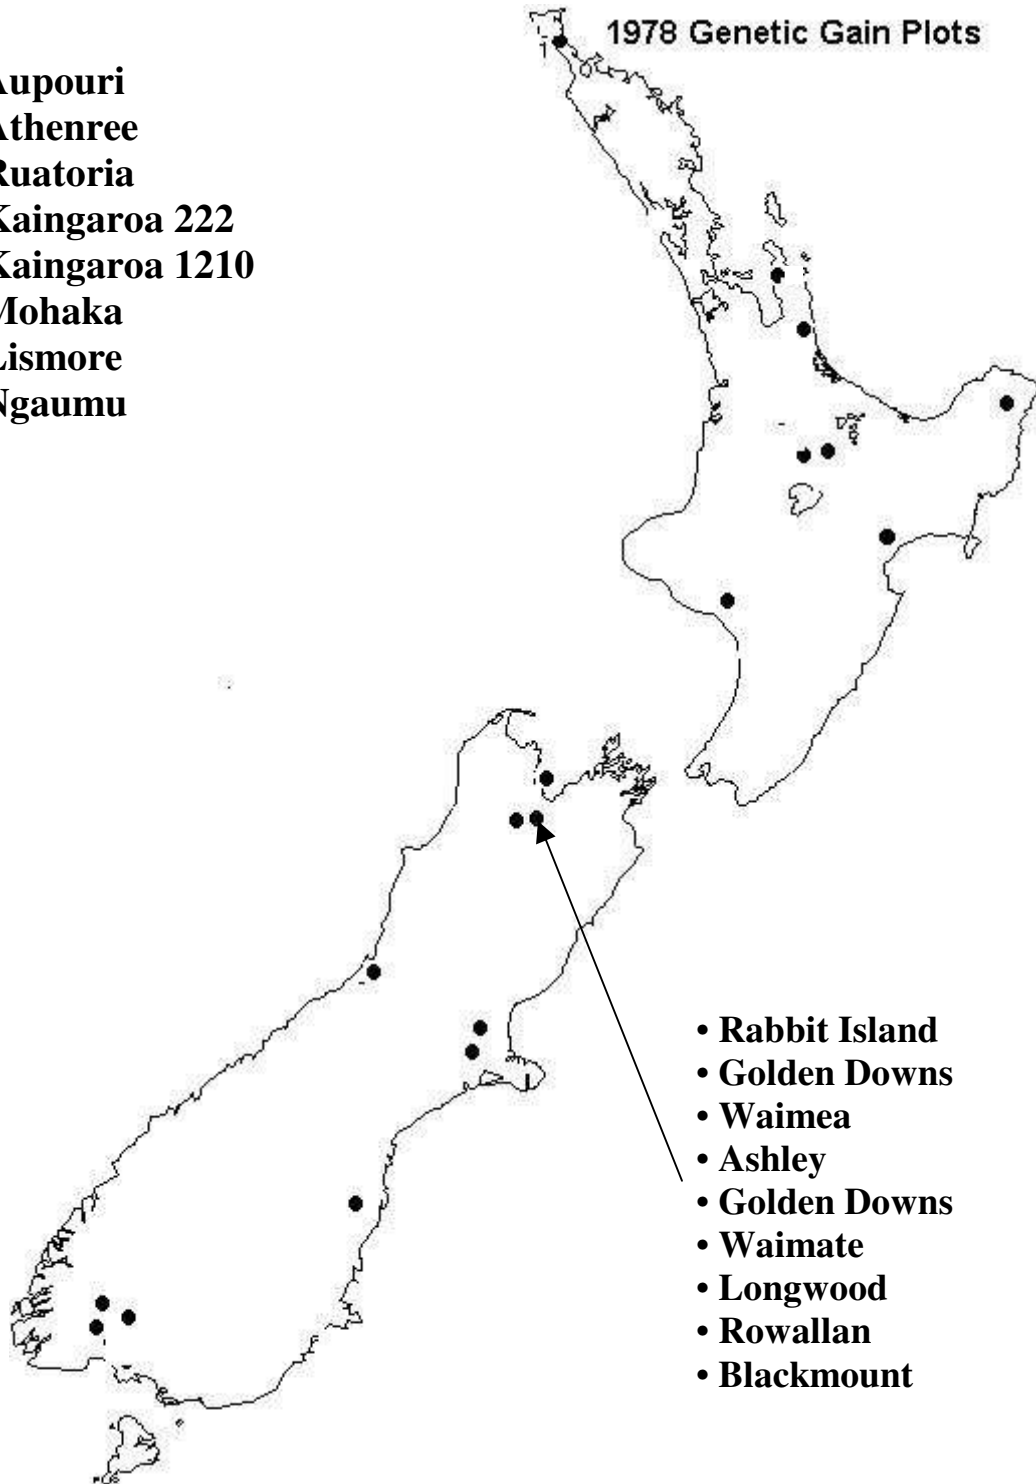 1978 Genetic Gain Plots
Aupouri
Athenree
Ruatoria
Kaingaroa 222
Kaingaroa 1210
Mohaka
Lismore
Ngaumu
• Rabbit Island
• Golden Downs
• Waimea
• Ashley
• Golden Downs
• Waimate
• Longwood
• Rowallan
• Blackmount